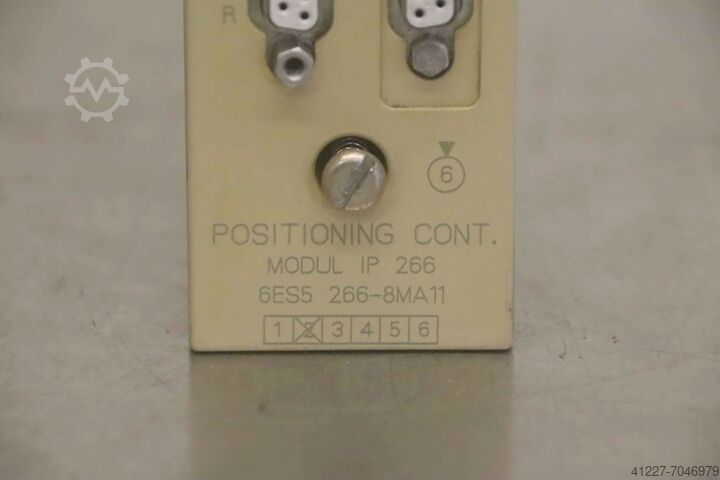 R
6
POSITIONING CONT.
MODUL IP 266
6ES5 266-8MA11
1 2 3 4 5 6
41227-7046979